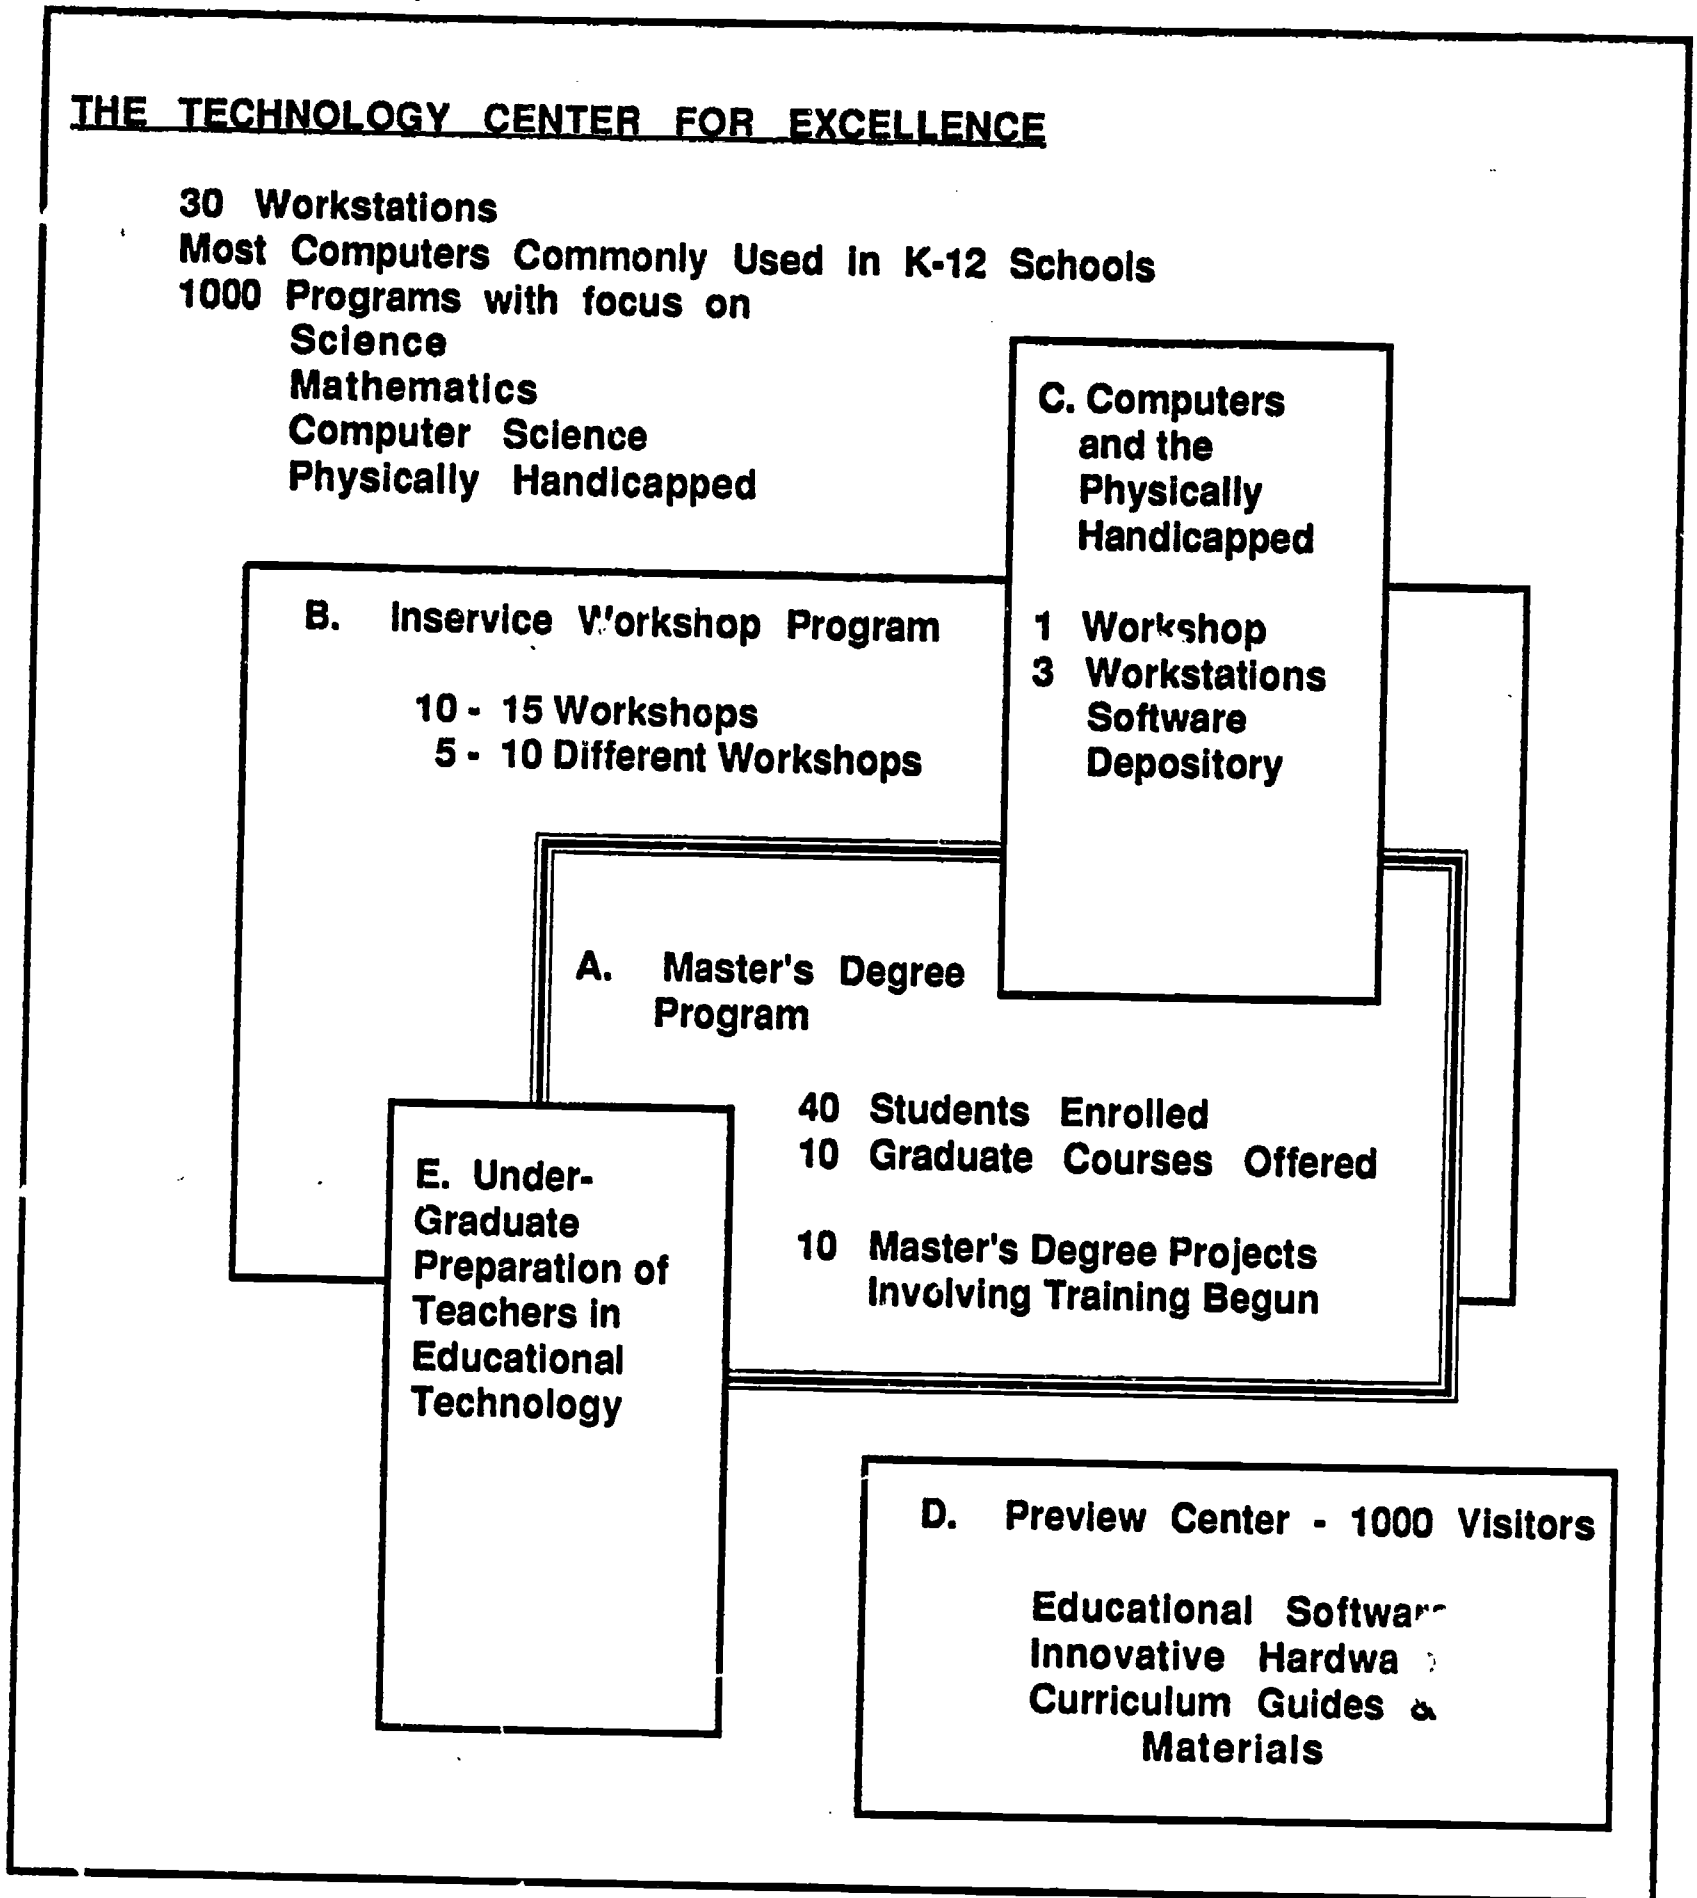 THE TECHNOLOGY CENTER FOR EXCELLENCE
30 Workstations
Most Computers Commonly Used in K-12 Schools
1000 Programs with focus on
Science
Mathematics
Computer Science
Physically Handicapped
C. Computers
and the
Physically
Handicapped
1 Workshop
3 Workstations
Software
Depository
B. Inservice Workshop Program
10 - 15 Workshops
5 - 10 Different Workshops
A. Master's Degree
Program
40 Students Enrolled
10 Graduate Courses Offered
10 Master's Degree Projects
Involving Training Begun
E. Under-
Graduate
Preparation of
Teachers in
Educational
Technology
D. Preview Center - 1000 Visitors
Educational Software
Innovative
Curriculum Guides &
Materials